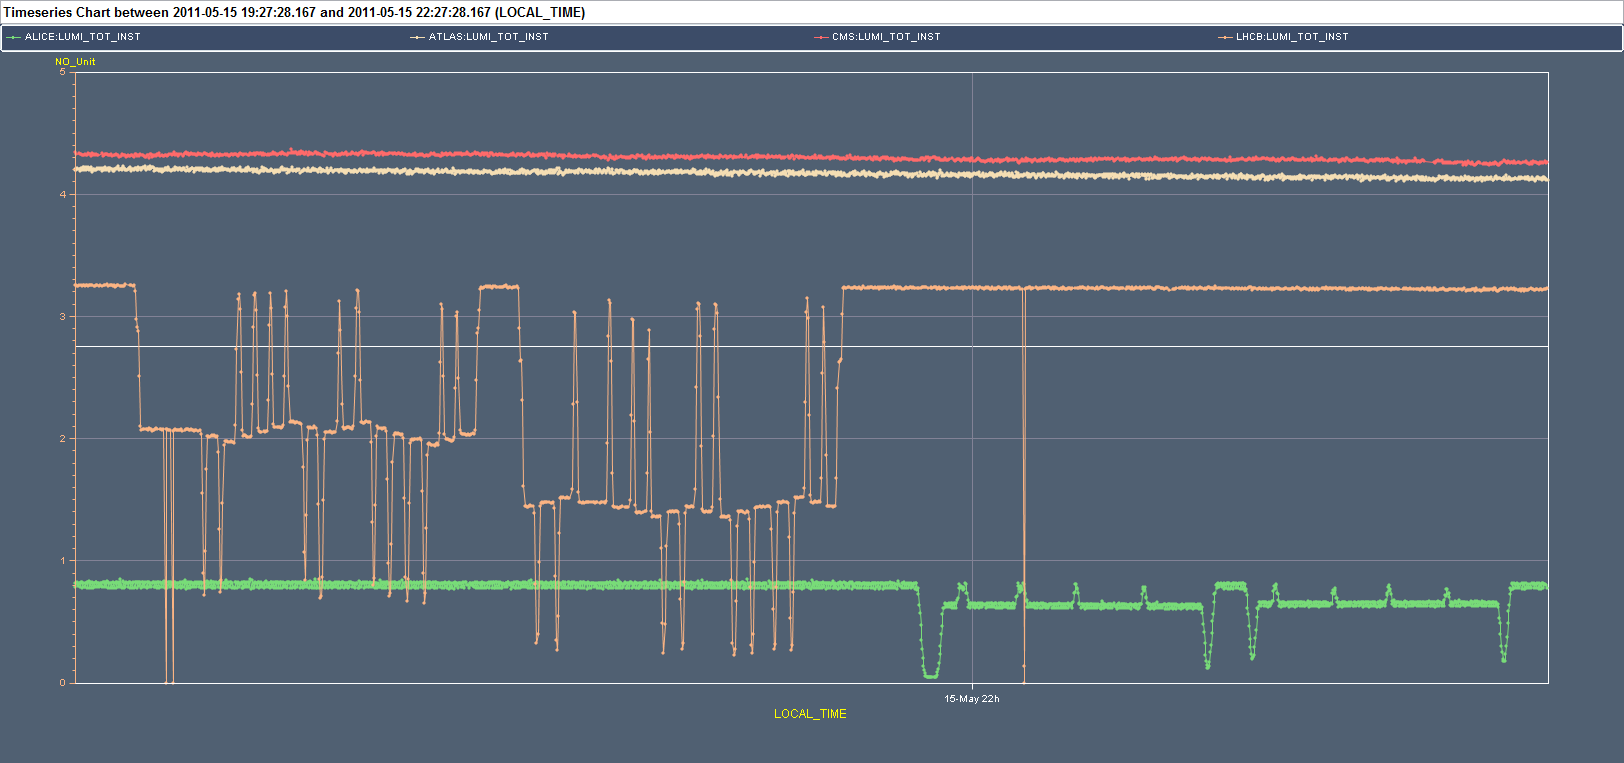 Timeseries Chart between 2011-05-15 19:27:28.167 and 2011-05-15 22:27:28.167 (LOCAL_TIME)
ALICE:LUMI_TOT_INST ATLAS:LUMI_TOT_INST CMS:LUMI_TOT_INST LHCB:LUMI_TOT_INST
NO_Unit
5
4
3
2
1
0
15-May 22h
LOCAL_TIME